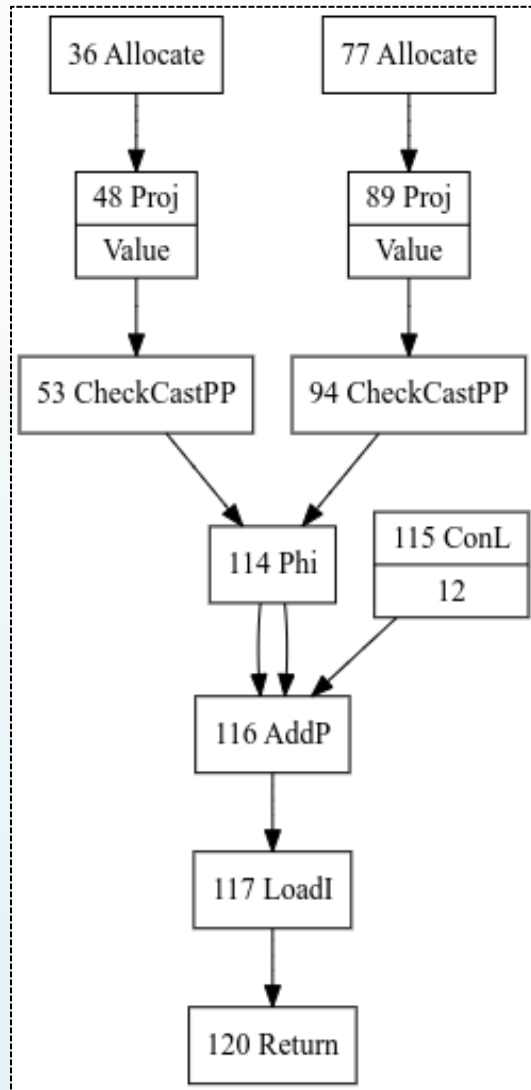 36 Allocate
77 Allocate
48 Proj
Value
89 Proj
Value
53 CheckCastPP
94 CheckCastPP
114 Phi
115 ConL
12
116 AddP
117 LoadI
120 Return